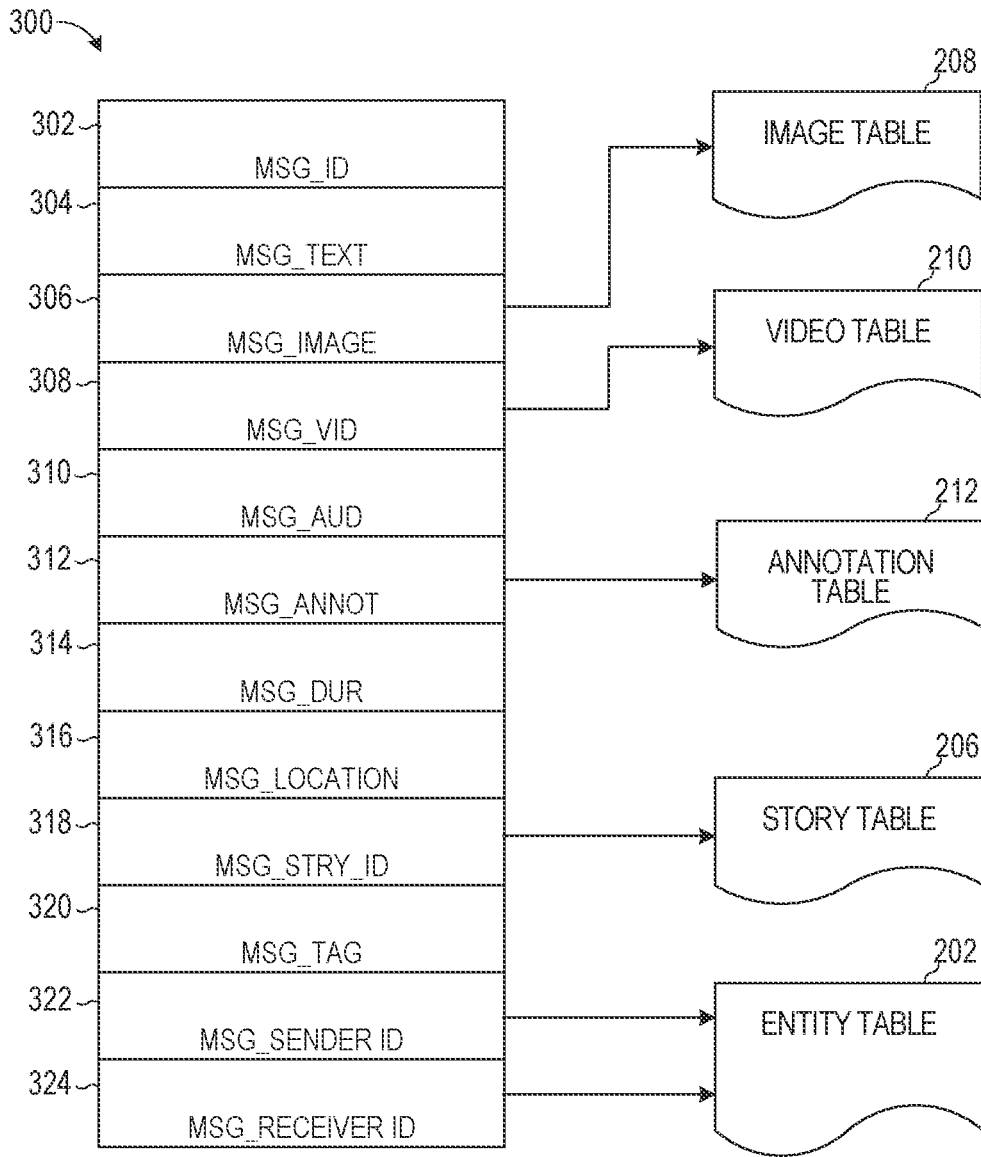 300
302
MSG_ID
304
MSG_TEXT
306
MSG_IMAGE
308
MSG_VID
310
MSG_AUD
312
MSG_ANNOT
314
MSG_DUR
316
MSG_LOCATION
318
MSG_STRY_ID
320
MSG_TAG
322
MSG_SENDER ID
324
MSG_RECEIVER ID
208
IMAGE TABLE
210
VIDEO TABLE
212
ANNOTATION
TABLE
206
STORY TABLE
202
ENTITY TABLE